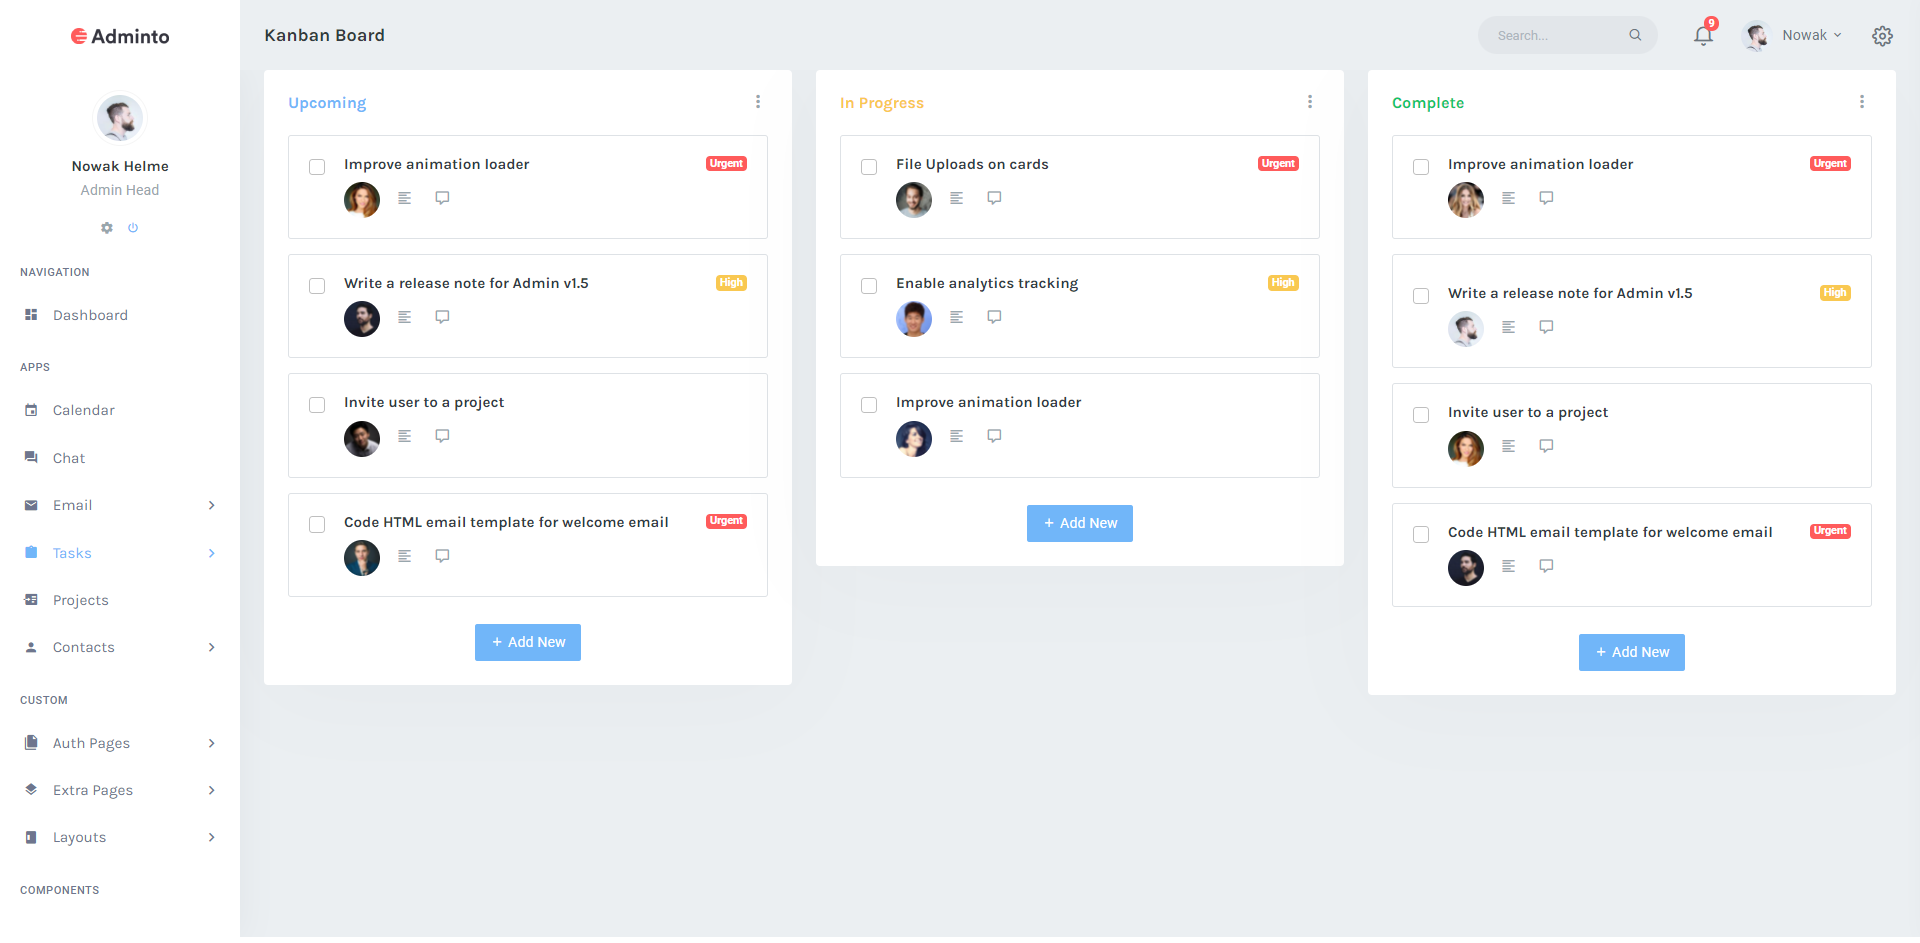 Adminto
Nowak Helme
Admin Head
NAVIGATION
Dashboard
APPS
Calendar
Chat
Email
Tasks
Projects
Contacts
CUSTOM
Auth Pages
Extra Pages
Layouts
COMPONENTS
Kanban Board
Search...
9
Nowak
Upcoming
Improve animation loader
Urgent
Write a release note for Admin v1.5
High
Invite user to a project
Code HTML email template for welcome email
Urgent
+ Add New
In Progress
File Uploads on cards
Urgent
Enable analytics tracking
High
Improve animation loader
+ Add New
Complete
Improve animation loader
Urgent
Write a release note for Admin v1.5
High
Invite user to a project
Code HTML email template for welcome email
Urgent
+ Add New